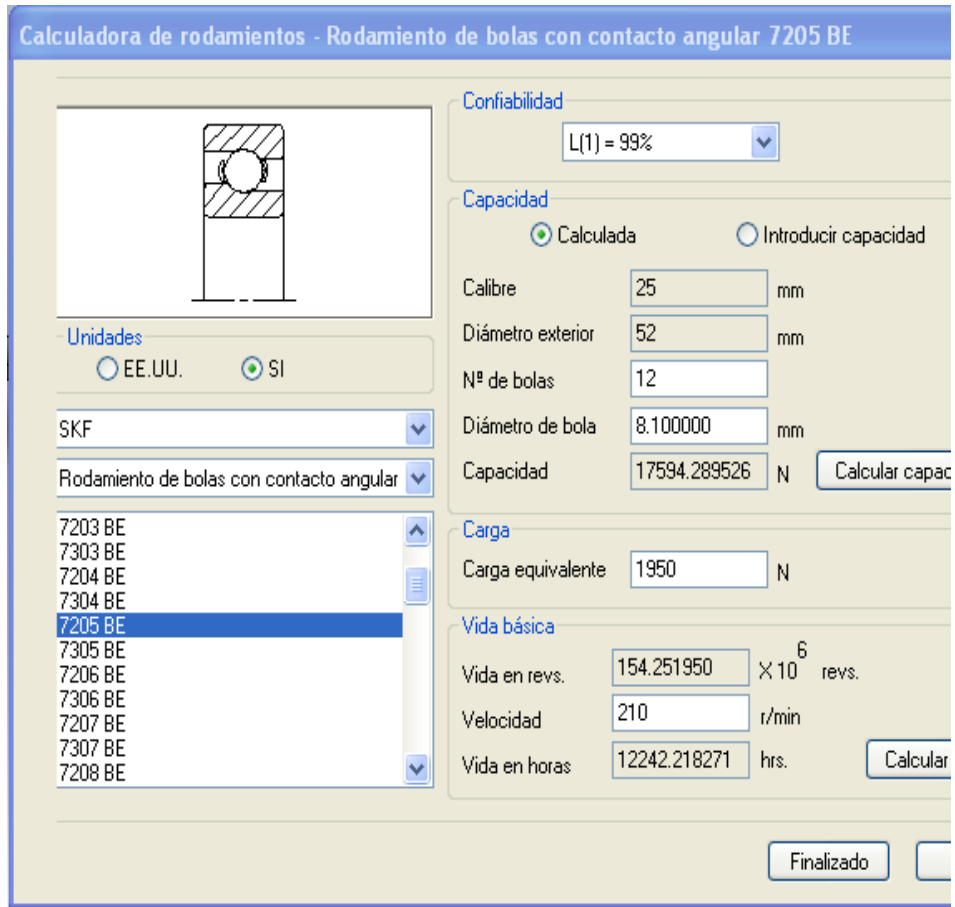 Calculadora de rodamientos - Rodamiento de bolas con contacto angular 7205 BE
Unidades
EE.UU. SI
SKF
Rodamiento de bolas con contacto angular
7203 BE
7303 BE
7204 BE
7304 BE
7205 BE
7305 BE
7206 BE
7306 BE
7207 BE
7307 BE
7208 BE
Confiabilidad
L(1) = 99%
Capacidad
Calculada Introducir capacidad
Calibre 25 mm
Diámetro exterior 52 mm
Nº de bolas 12
Diámetro de bola 8.100000 mm
Capacidad 17594.289526 N Calcular capac
Carga
Carga equivalente 1950 N
Vida básica
Vida en revs. 154.251950 X 10 6 revs.
Velocidad 210 r/min
Vida en horas 12242.218271 hrs. Calcular
Finalizado